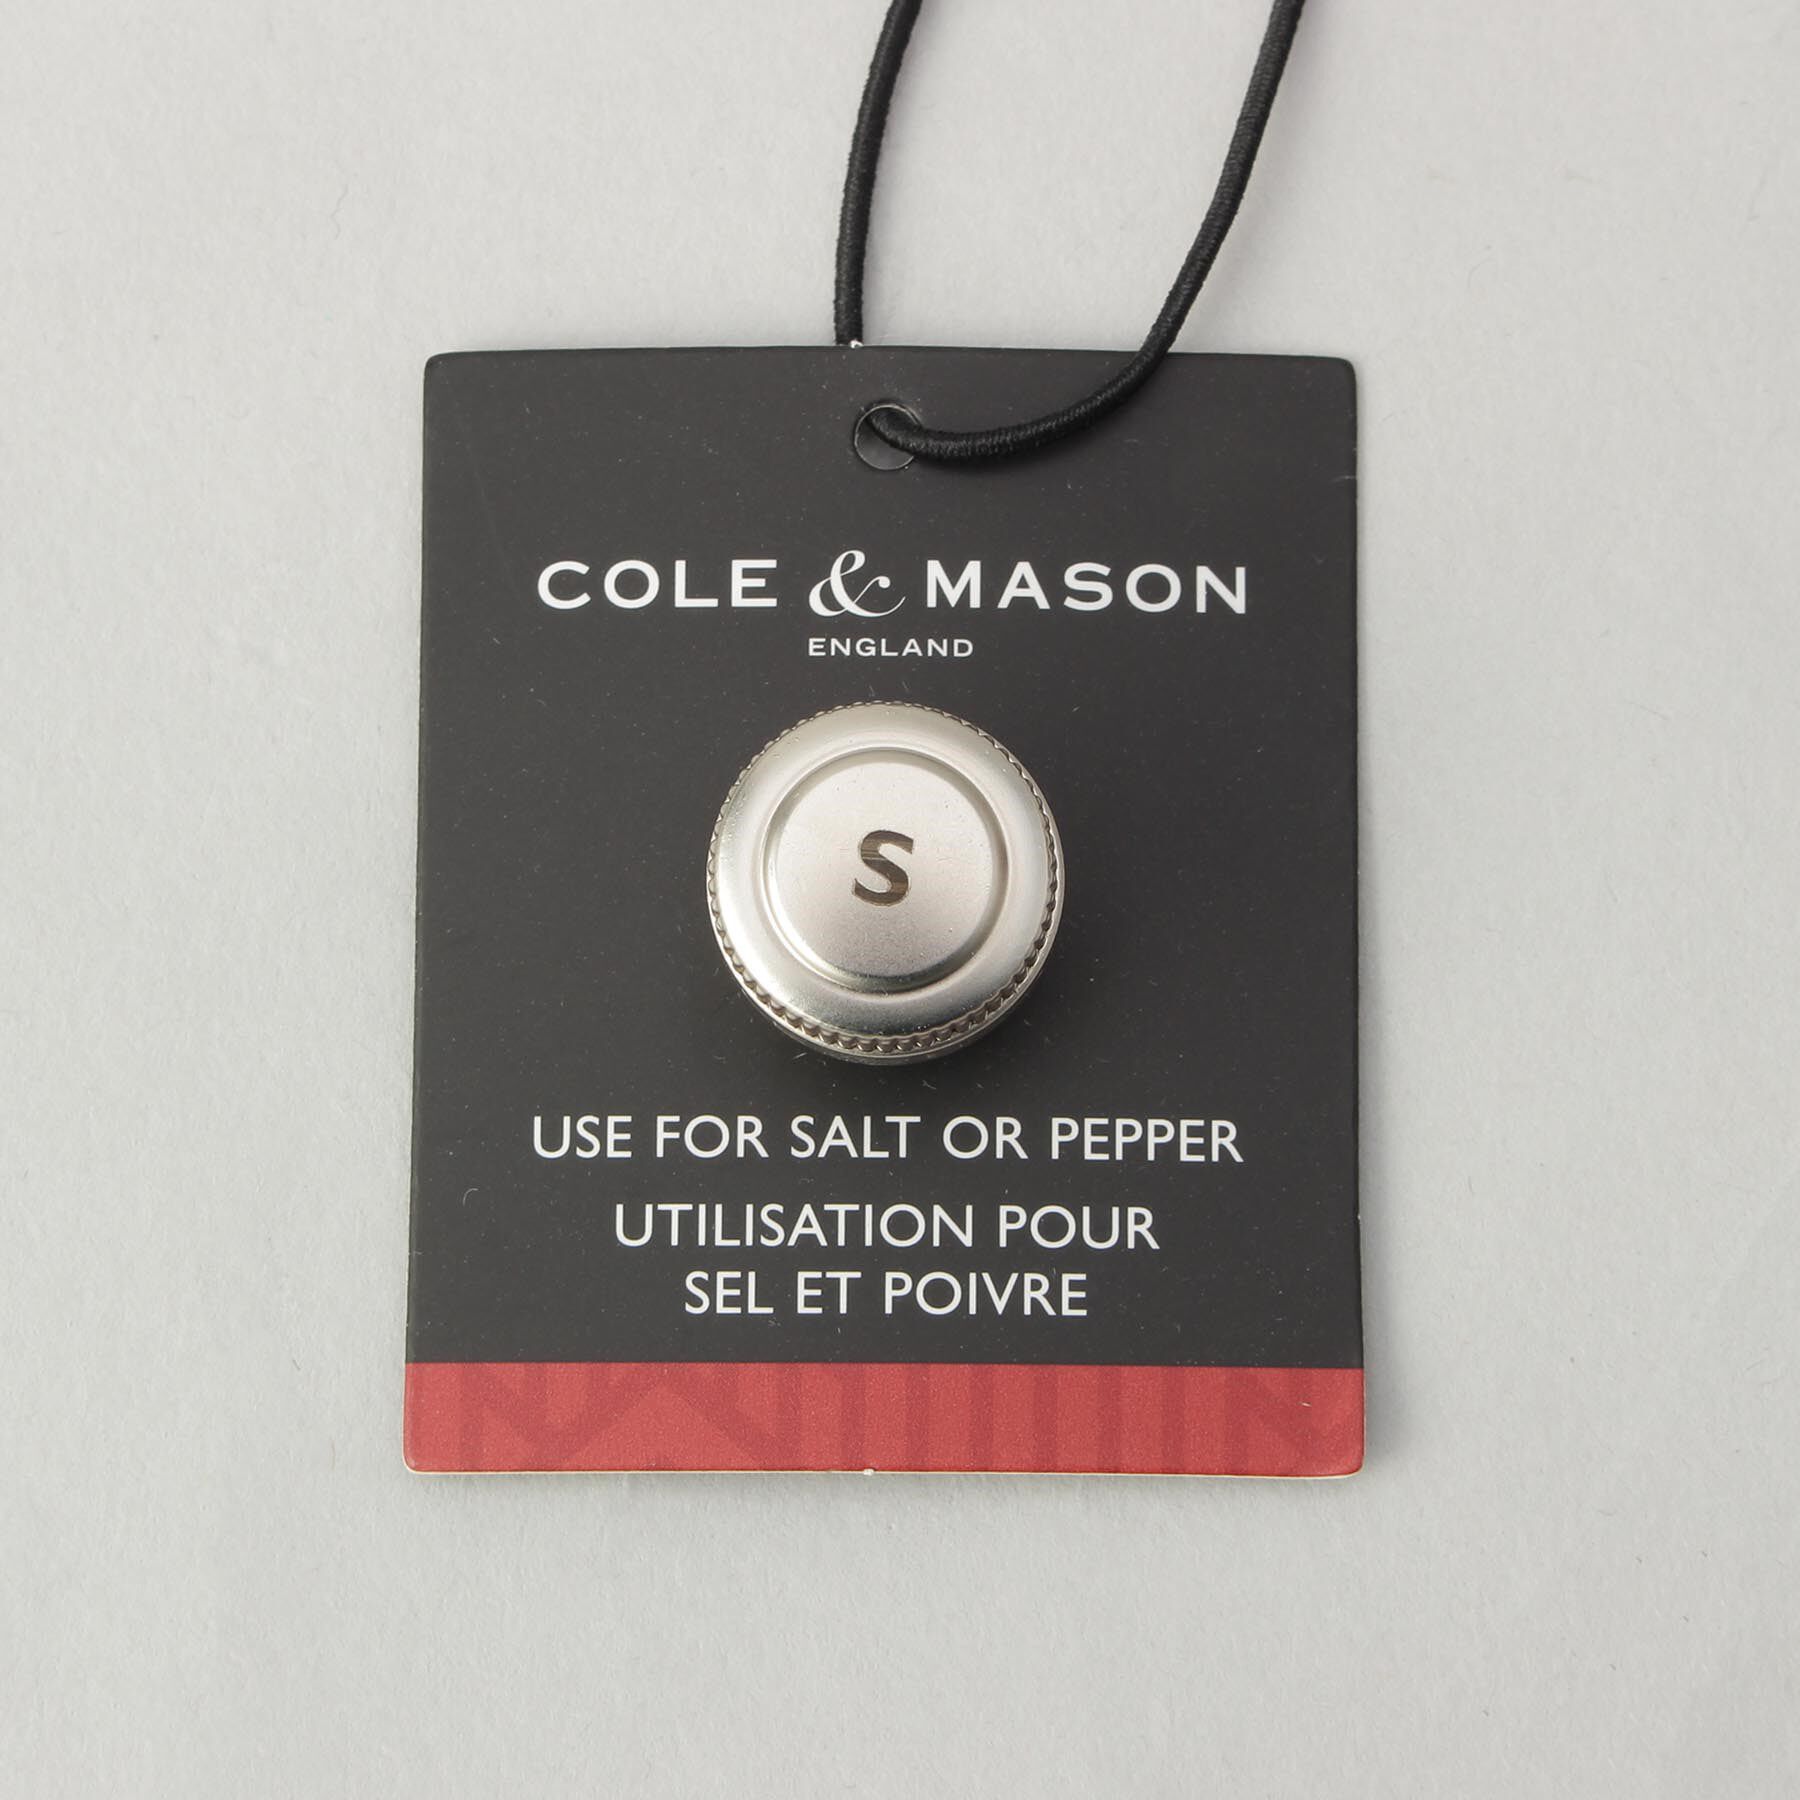 COLE & MASON
ENGLAND
S
USE FOR SALT OR PEPPER
UTILISATION POUR
SEL ET POIVRE